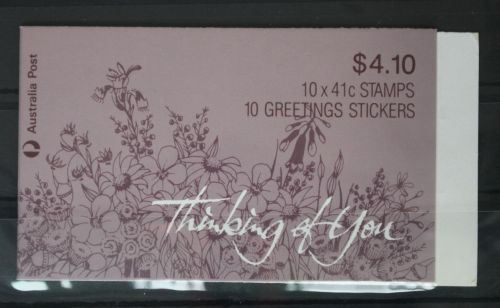 Australia Post
$4.10
10 x 41c STAMPS
10 GREETINGS STICKERS
Thinking of You